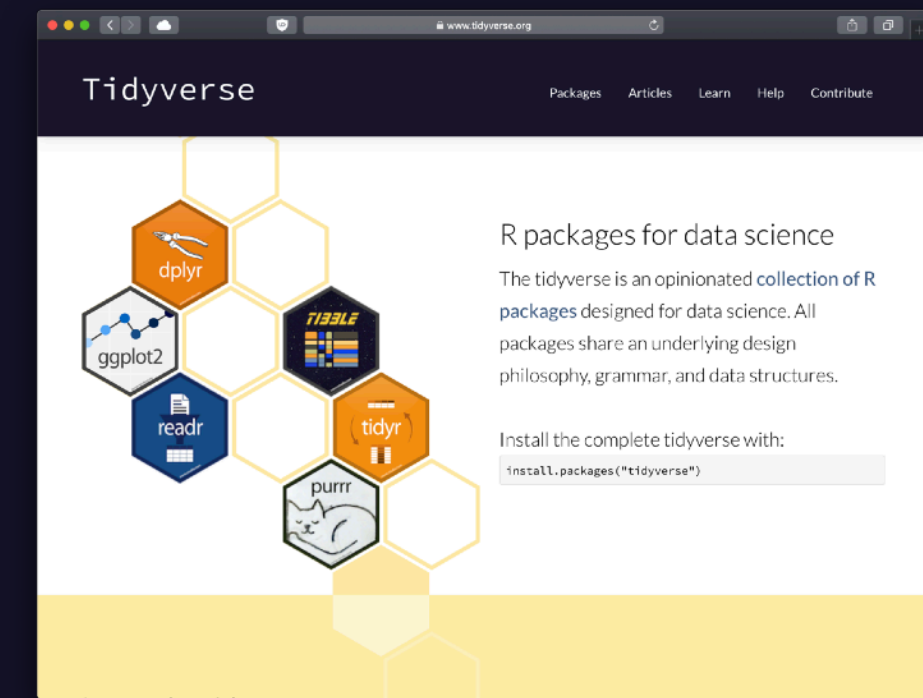 www.tidyverse.org
Tidyverse
Packages Articles Learn Help Contribute
dplyr
ggplot2
TIBBLE
readr
tidyr
purrr
R packages for data science
The tidyverse is an opinionated collection of R
packages designed for data science. All
packages share an underlying design
philosophy, grammar, and data structures.
Install the complete tidyverse with:
install.packages("tidyverse")